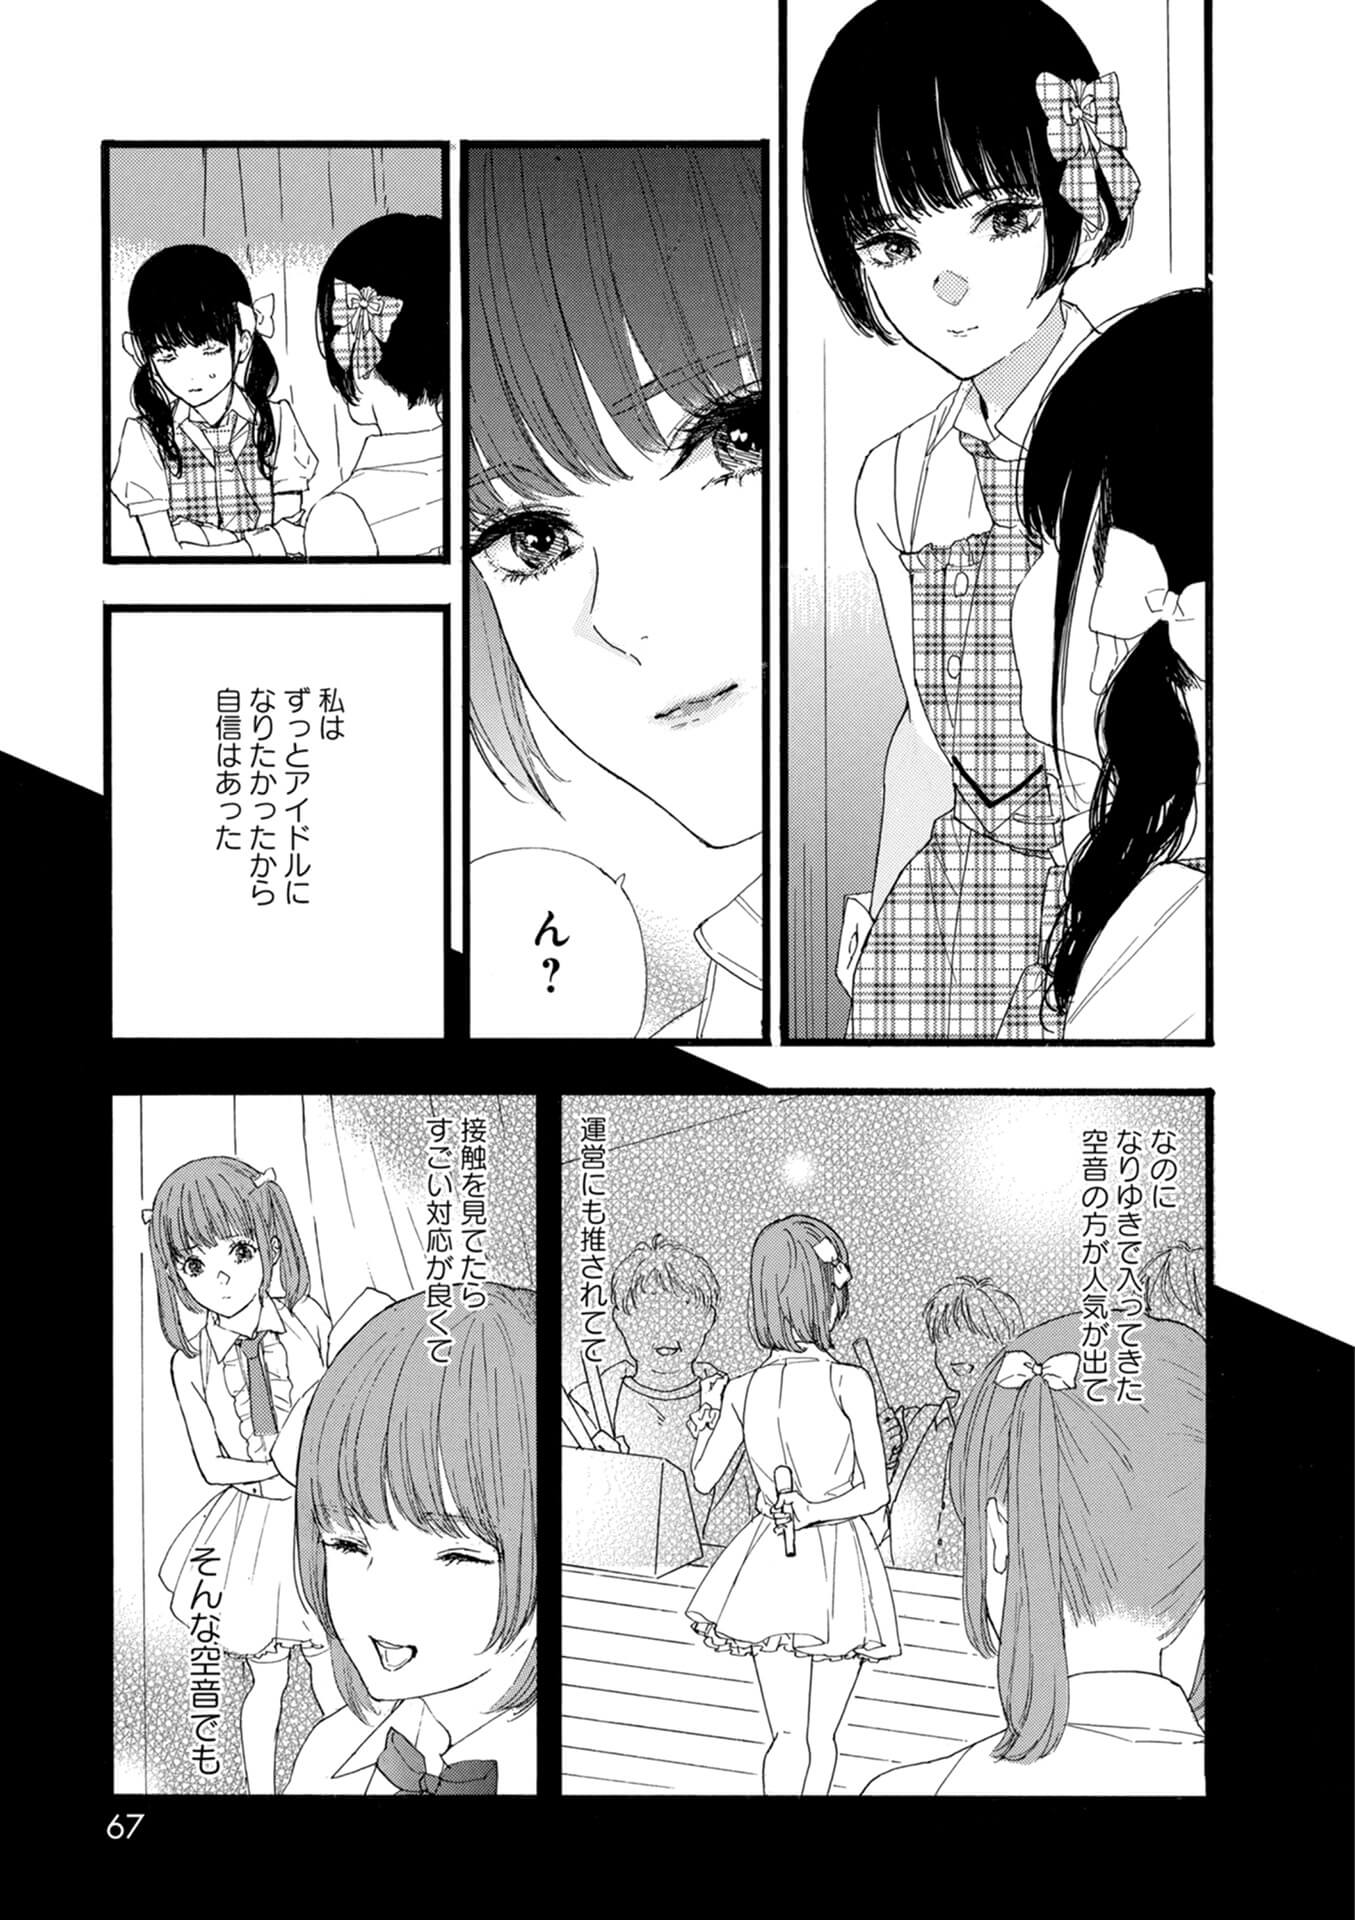 ん?
私は
ずっとアイドルに
なりたかったから
自信はあった
なのに
なりゆきで入ってきた
空音の方が人気が出て
運営にも推されてて
接触を見てたら
すごい対応が良くて
そんな空音でも
67